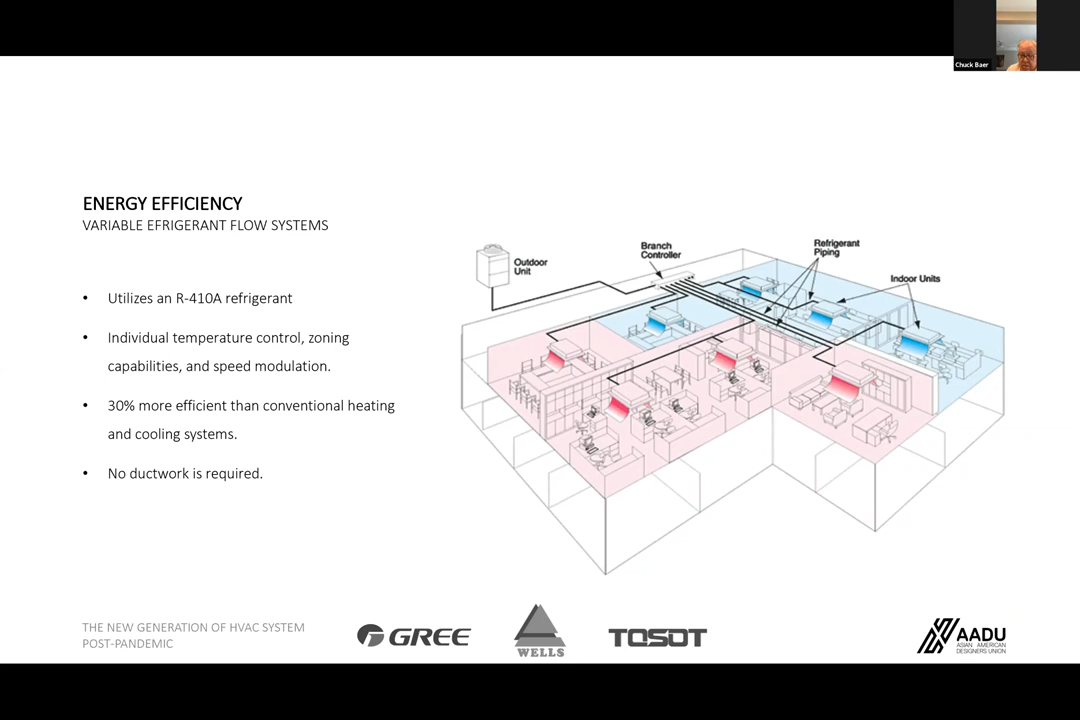 Chuck Baer
ENERGY EFFICIENCY
VARIABLE EFRIGERANT FLOW SYSTEMS
• Utilizes an R-410A refrigerant
• Individual temperature control, zoning
capabilities, and speed modulation.
• 30% more efficient than conventional heating
and cooling systems.
• No ductwork is required.
Outdoor
Unit
Branch
Controller
Refrigerant
Piping
Indoor Units
THE NEW GENERATION OF HVAC SYSTEM
POST-PANDEMIC
GREE
WELLS
TOSOT
AADU
ASIAN AMERICAN
DESIGNERS UNION